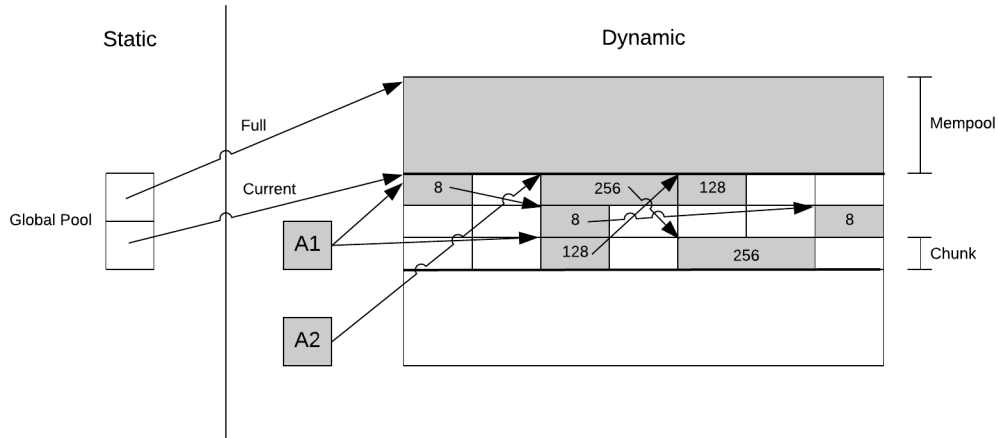 Static
Dynamic
Full
Mempool
Current
8
256
128
Global Pool
8
8
A1
128
256
Chunk
A2